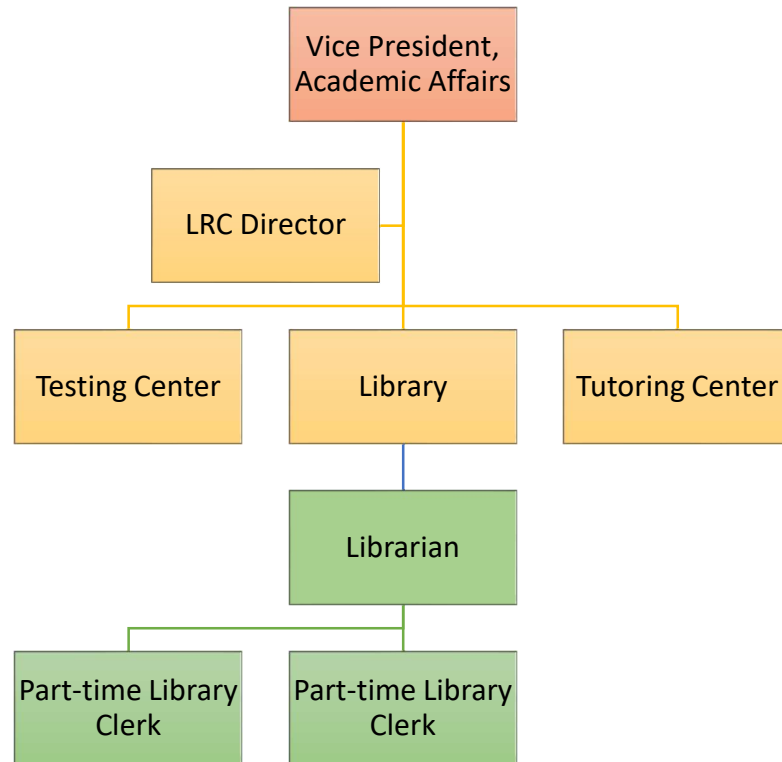 Vice President,
Academic Affairs
LRC Director
Testing Center
Library
Tutoring Center
Librarian
Part-time Library
Clerk
Part-time Library
Clerk